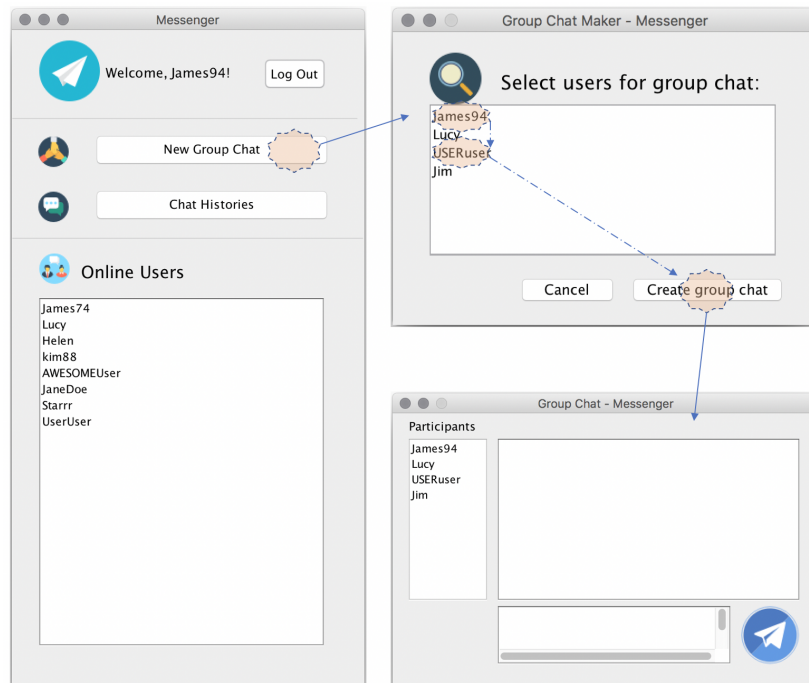 Messenger
Welcome, James94!
Log Out
New Group Chat
Chat Histories
Online Users
James74
Lucy
Helen
kim88
AWESOMEUser
JaneDoe
Starrr
UserUser
Group Chat Maker - Messenger
Select users for group chat:
James94
Lucy
USERuser
Jim
Cancel
Create group chat
Group Chat - Messenger
Participants
James94
Lucy
USERuser
Jim